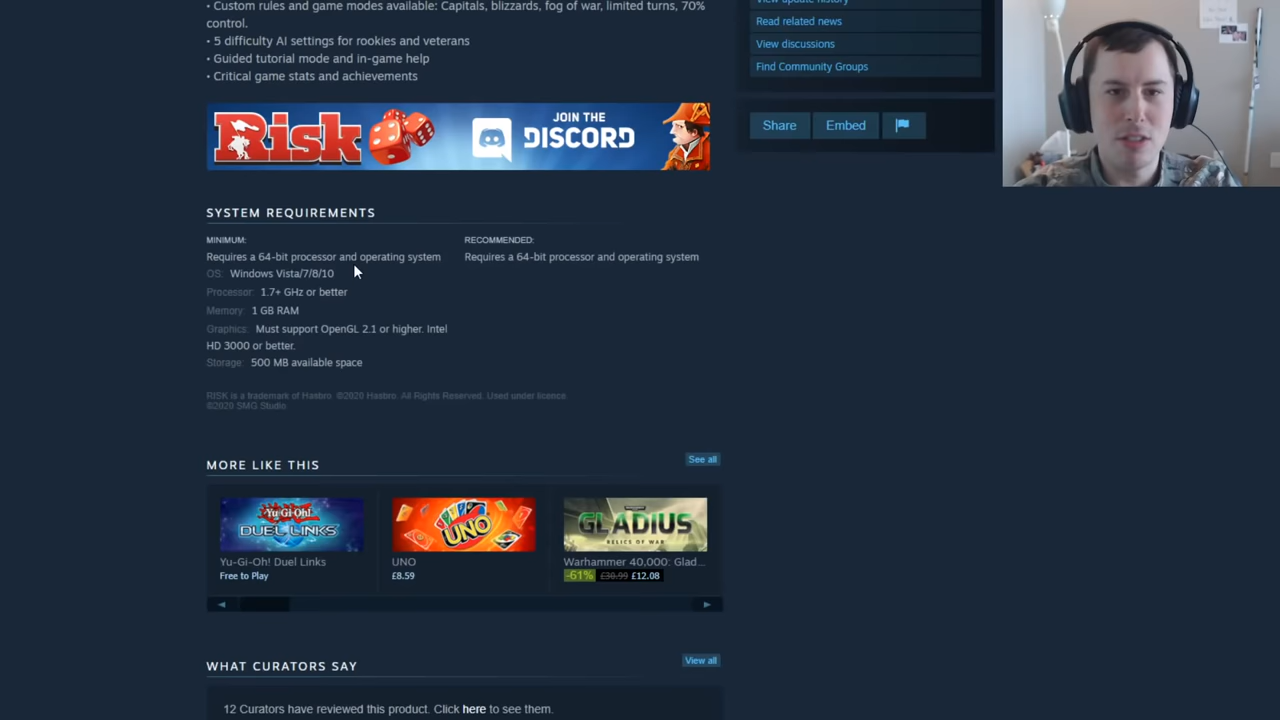 • Custom rules and game modes available: Capitals, blizzards, fog of war, limited turns, 70%
control.
• 5 difficulty AI settings for rookies and veterans
• Guided tutorial mode and in-game help
• Critical game stats and achievements
Risk
JOIN THE
DISCORD
SYSTEM REQUIREMENTS
MINIMUM:
Requires a 64-bit processor and operating system
OS: Windows Vista/7/8/10
Processor: 1.7+ GHz or better
Memory: 1 GB RAM
Graphics: Must support OpenGL 2.1 or higher. Intel
HD 3000 or better.
Storage: 500 MB available space
RECOMMENDED:
Requires a 64-bit processor and operating system
RISK is a trademark of Hasbro. ©2020 Hasbro. All Rights Reserved. Used under licence.
©2020 SMG Studio
MORE LIKE THIS
See all
Yu-Gi-Oh!
DUEL LINKS
Yu-Gi-Oh! Duel Links
Free to Play
UNO
UNO
£8.59
GLADIUS
RELICS OF WAR
Warhammer 40,000: Glad...
-61% £30.99 £12.08
WHAT CURATORS SAY
View all
12 Curators have reviewed this product. Click here to see them.
View update history
Read related news
View discussions
Find Community Groups
Share
Embed